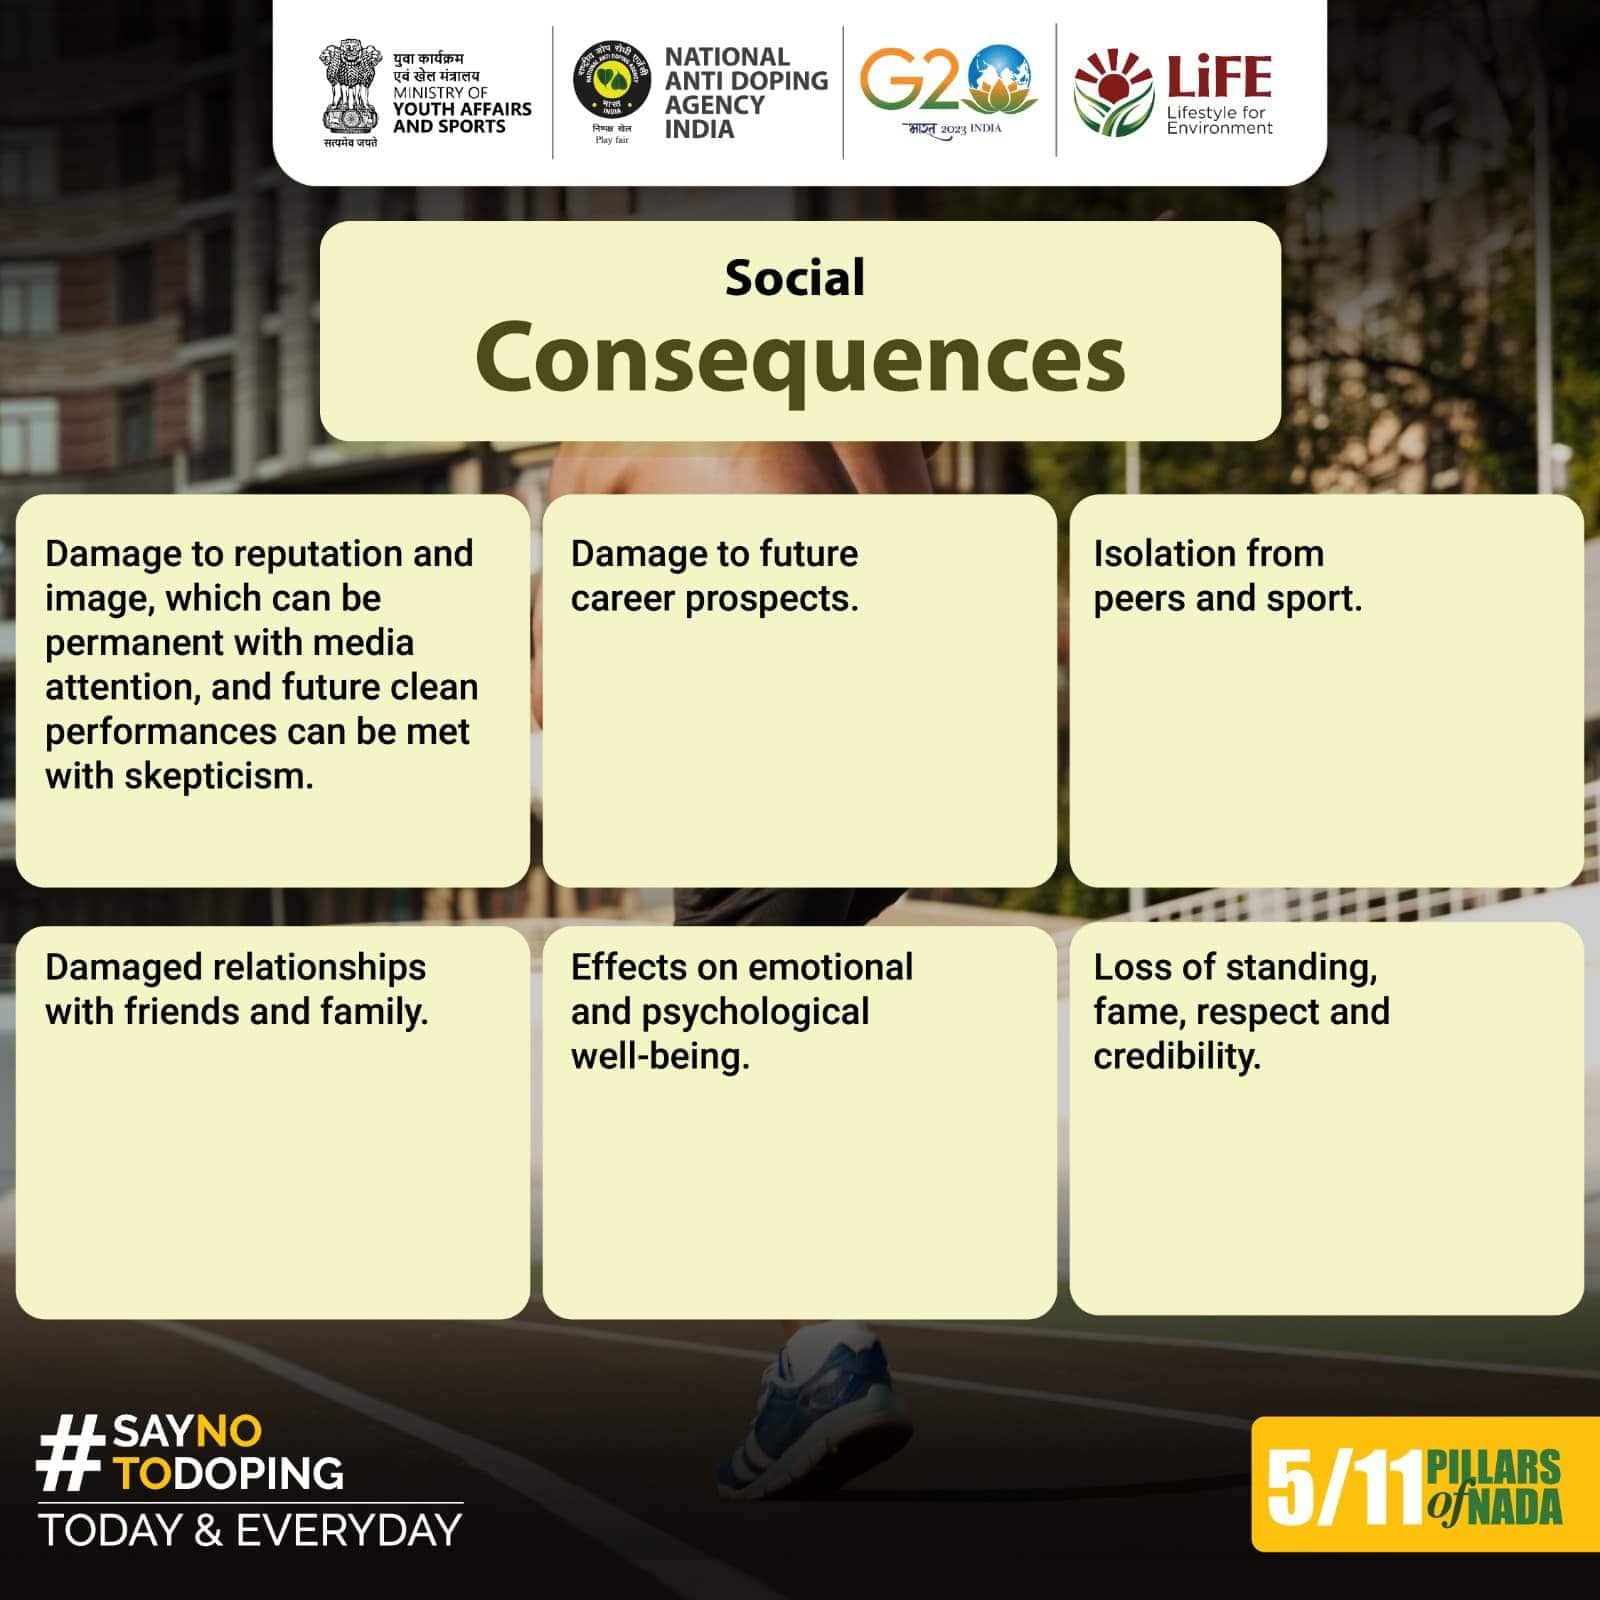 युवा कार्यक्रम
एवं खेल मंत्रालय
MINISTRY OF
YOUTH AFFAIRS
AND SPORTS
सत्यमेव जयते
राष्ट्रीय डोप रोधी एजेंसी
NATIONAL ANTI DOPING AGENCY
भारत
INDIA
निष्पक्ष खेल
Play fair
NATIONAL
ANTI DOPING
AGENCY
INDIA
G20
भारत 2023 INDIA
LiFE
Lifestyle for
Environment
Social
Consequences
Damage to reputation and
image, which can be
permanent with media
attention, and future clean
performances can be met
with skepticism.
Damage to future
career prospects.
Isolation from
peers and sport.
Damaged relationships
with friends and family.
Effects on emotional
and psychological
well-being.
Loss of standing,
fame, respect and
credibility.
#SAYNO
TODOPING
TODAY & EVERYDAY
5/11 PILLARS
of NADA